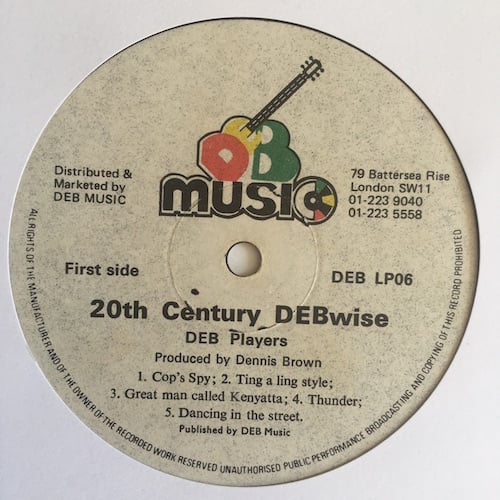 DEB
MUSIC
Distributed &
Marketed by
DEB MUSIC
79 Battersea Rise
London SW11
01-223 9040
01-223 5558
First side
DEB LP06
20th Century DEBwise
DEB Players
Produced by Dennis Brown
1. Cop's Spy; 2. Ting a ling style;
3. Great man called Kenyatta; 4. Thunder;
5. Dancing in the street.
Published by DEB Music
ALL RIGHTS OF THE MANUFACTURER AND OF THE OWNER OF THE RECORDED WORK RESERVED UNAUTHORISED PUBLIC PERFORMANCE BROADCASTING AND COPYING OF THIS RECORD PROHIBITED